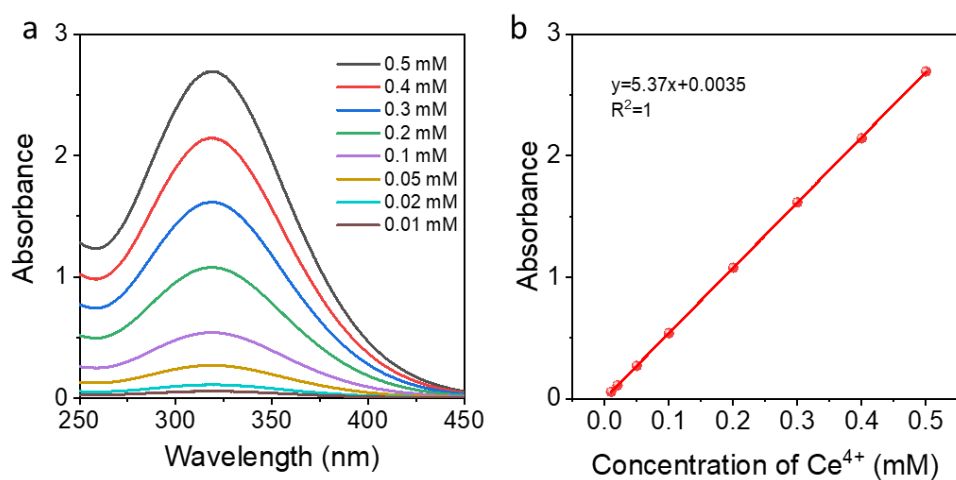 a
3
2
1
0
Absorbance
250
300
350
400
450
Wavelength (nm)
0.5 mM
0.4 mM
0.3 mM
0.2 mM
0.1 mM
0.05 mM
0.02 mM
0.01 mM
b
3
2
1
0
Absorbance
y=5.37x+0.0035
R²=1
0.0
0.1
0.2
0.3
0.4
0.5
Concentration of Ce⁴⁺ (mM)